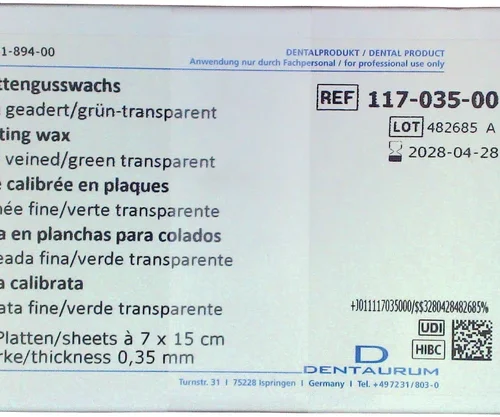 1-894-00
DENTALPRODUKT / DENTAL PRODUCT
Anwendung nur durch Fachpersonal / for professional use only
ttengusswachs
geadert/grün-transparent
REF 117-035-00
LOT 482685 A
2028-04-28
ting wax
veined/green transparent
calibrée en plaques
ée fine/verte transparente
a en planchas para colados
eada fina/verde transparente
a calibrata
ata fine/verde transparente
Platten/sheets à 7 x 15 cm
rke/thickness 0,35 mm
+J011117035000/$$3280428482685%
UDI
HIBC
D
DENTAURUM
Turnstr. 31 I 75228 Ispringen I Germany I Tel. +497231/803-0